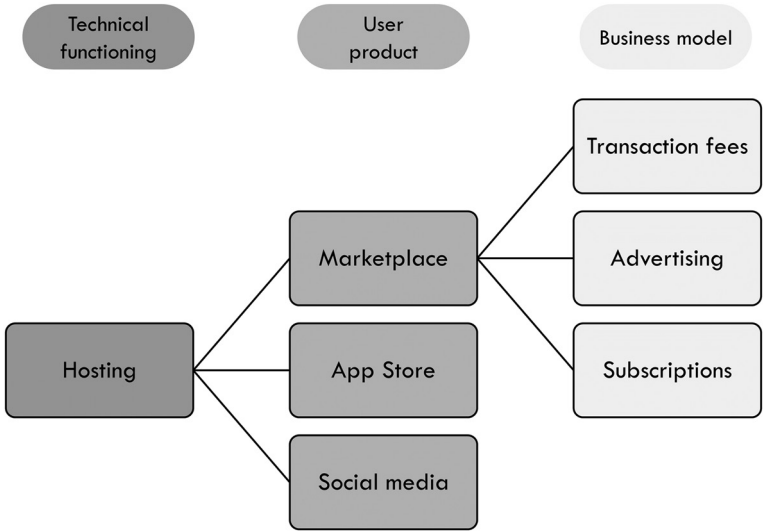 Technical
functioning
User
product
Business model
Transaction fees
Marketplace
Advertising
Hosting
App Store
Subscriptions
Social media